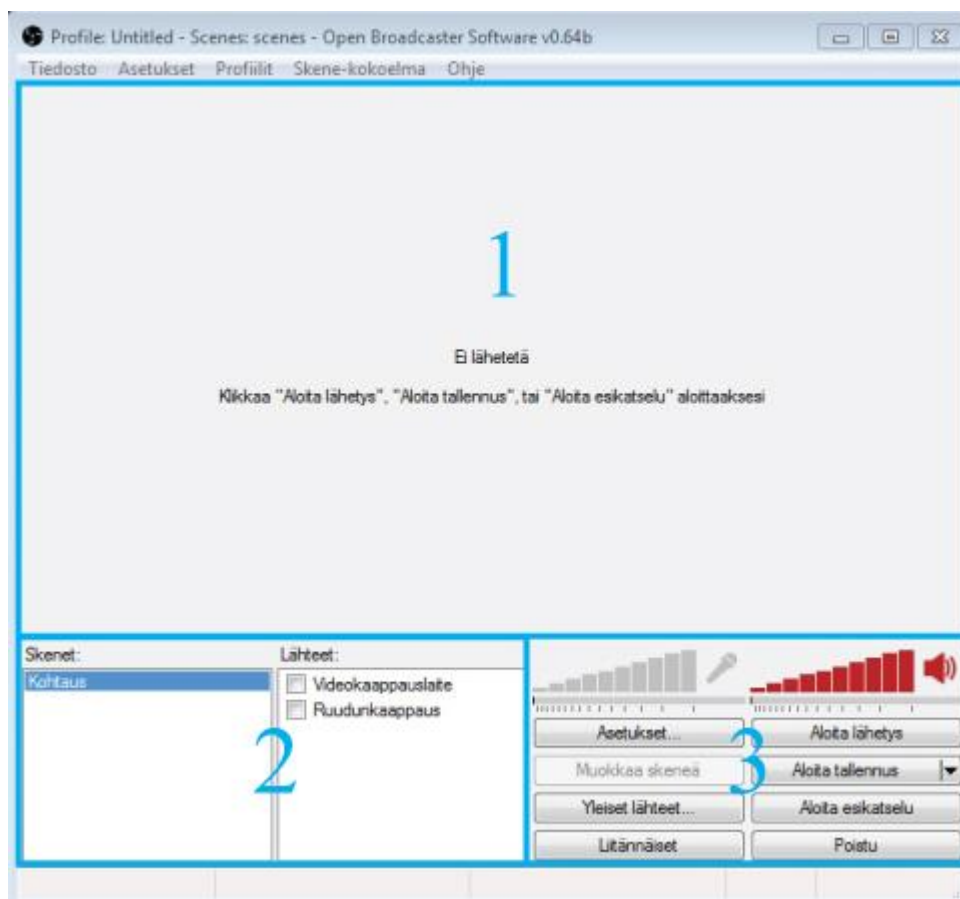 Profile: Untitled - Scenes: scenes - Open Broadcaster Software v0.64b
Tiedosto Asetukset Profiilit Skene-kokoelma Ohje
1
Ei lähetetä
Klikkaa "Aloita lähetys", "Aloita tallennus", tai "Aloita esikatselu" aloittaaksesi
Skenet: Lähteet:
Kohtaus Videokaappauslaite
Ruudunkaappaus
2
Asetukset... Aloita lähetys
Muokkaa skeneä Aloita tallennus
3
Yleiset lähteet... Aloita esikatselu
Liitännäiset Poistu